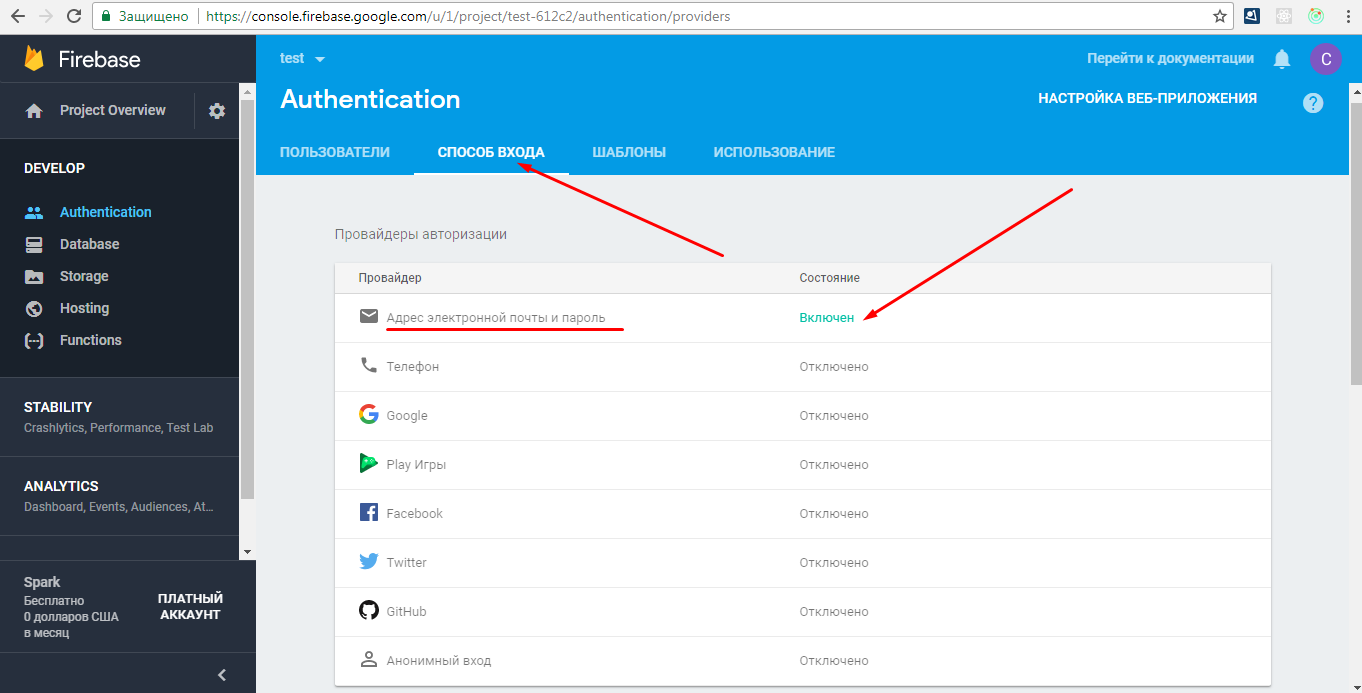 Защищено https://console.firebase.google.com/u/1/project/test-612c2/authentication/providers
Firebase
test
Перейти к документации
C
Project Overview
Authentication
НАСТРОЙКА ВЕБ-ПРИЛОЖЕНИЯ
?
ПОЛЬЗОВАТЕЛИ СПОСОБ ВХОДА ШАБЛОНЫ ИСПОЛЬЗОВАНИЕ
DEVELOP
Authentication
Database
Storage
Hosting
Functions
STABILITY
Crashlytics, Performance, Test Lab
ANALYTICS
Dashboard, Events, Audiences, At...
Spark
Бесплатно
0 долларов США
в месяц
ПЛАТНЫЙ
АККАУНТ
Провайдеры авторизации
Провайдер Состояние
Адрес электронной почты и пароль Включен
Телефон Отключено
Google Отключено
Play Игры Отключено
Facebook Отключено
Twitter Отключено
GitHub Отключено
Анонимный вход Отключено